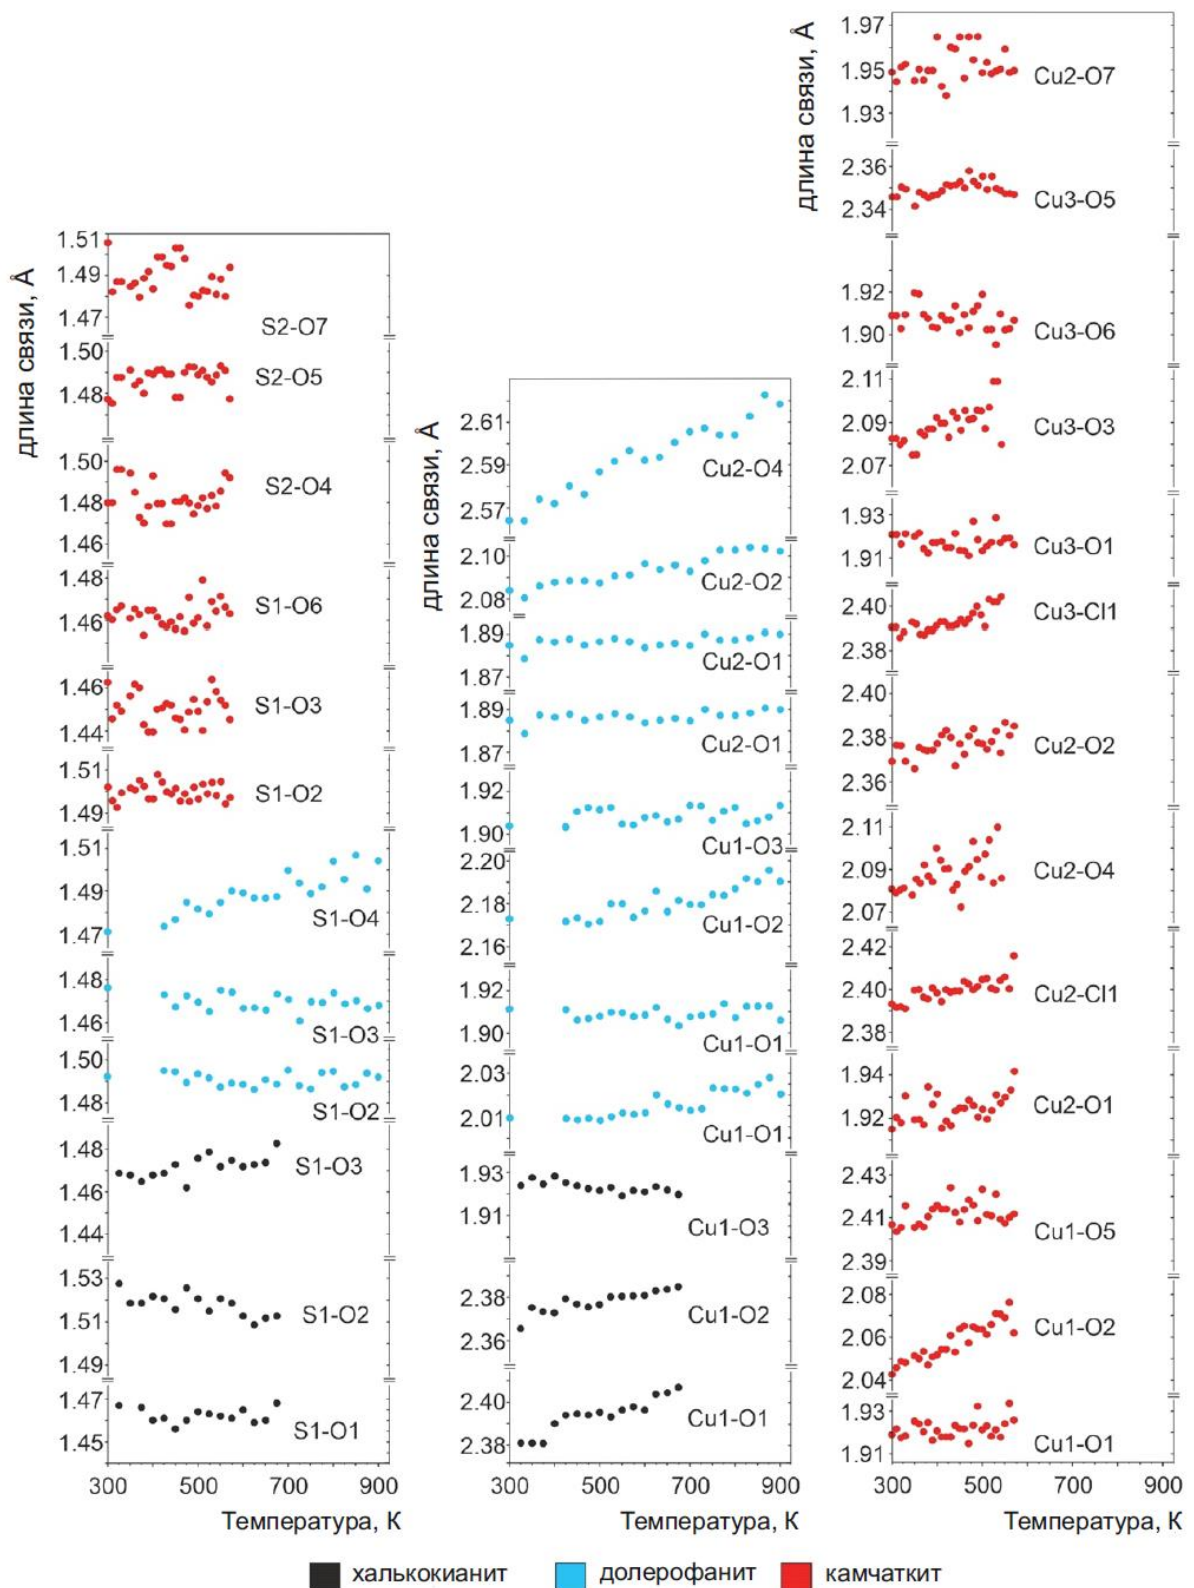 длина связи, Å
1.51
1.49
1.47
S2-O7
1.50
1.48
S2-O5
1.50
1.48
1.46
S2-O4
1.48
1.46
S1-O6
1.46
1.44
S1-O3
1.51
1.49
S1-O2
1.51
1.49
1.47
S1-O4
1.48
1.46
S1-O3
1.50
1.48
S1-O2
1.48
1.46
1.44
S1-O3
1.53
1.51
1.49
S1-O2
1.47
1.45
S1-O1
300 500 700 900
Температура, К
длина связи, Å
2.61
2.59
2.57
Cu2-O4
2.10
2.08
Cu2-O2
1.89
1.87
Cu2-O1
1.89
1.87
Cu2-O1
1.92
1.90
Cu1-O3
2.20
2.18
2.16
Cu1-O2
1.92
1.90
Cu1-O1
2.03
2.01
Cu1-O1
1.93
1.91
Cu1-O3
2.38
2.36
Cu1-O2
2.40
2.38
Cu1-O1
300 500 700 900
Температура, К
длина связи, Å
1.97
1.95
1.93
Cu2-O7
2.36
2.34
Cu3-O5
1.92
1.90
Cu3-O6
2.11
2.09
2.07
Cu3-O3
1.93
1.91
Cu3-O1
2.40
2.38
Cu3-Cl1
2.40
2.38
2.36
Cu2-O2
2.11
2.09
2.07
Cu2-O4
2.42
2.40
2.38
Cu2-Cl1
1.94
1.92
Cu2-O1
2.43
2.41
2.39
Cu1-O5
2.08
2.06
2.04
Cu1-O2
1.93
1.91
Cu1-O1
300 500 700 900
Температура, К
халькокианит долерофанит камчаткит